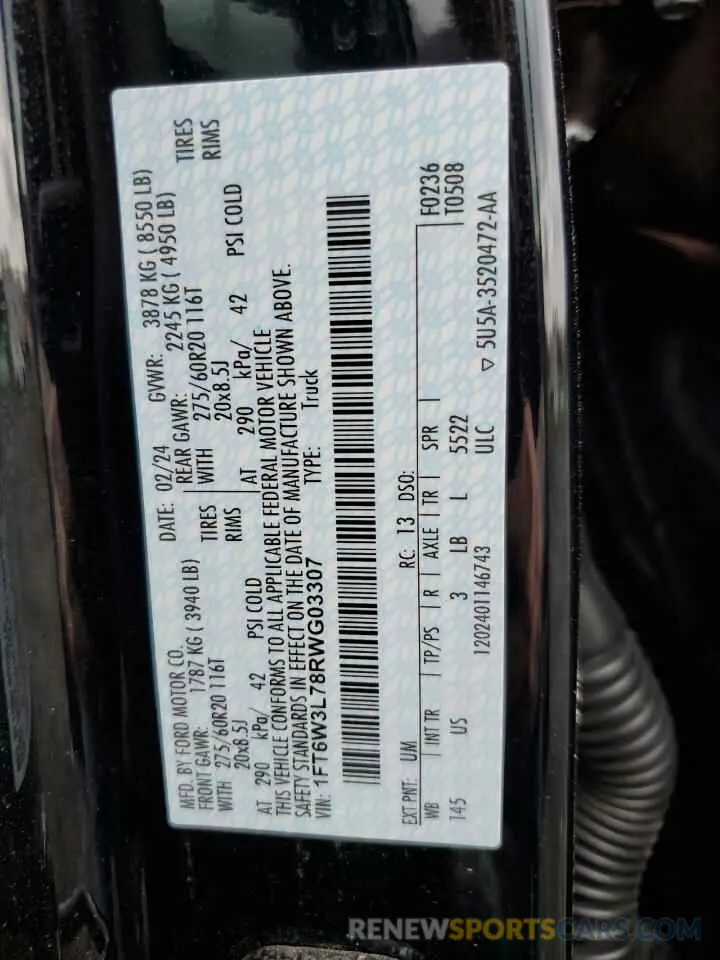 MFD. BY FORD MOTOR CO.
DATE: 02/24 GVWR: 3878 KG ( 8550 LB)
FRONT GAWR: 1787 KG ( 3940 LB)
REAR GAWR: 2245 KG ( 4950 LB)
WITH 275/60R20 116T TIRES
WITH 275/60R20 116T TIRES
20x8.5J RIMS
20x8.5J RIMS
AT 290 kPa/ 42 PSI COLD
AT 290 kPa/ 42 PSI COLD
THIS VEHICLE CONFORMS TO ALL APPLICABLE FEDERAL MOTOR VEHICLE
SAFETY STANDARDS IN EFFECT ON THE DATE OF MANUFACTURE SHOWN ABOVE.
VIN: 1FT6W3L78RWG03307 TYPE: Truck
EXT PNT: UM RC: 13 DSO: F0236
WB INT TR TP/PS R AXLE TR SPR T0508
145 US 3 LB L 5522
1202401146743 ULC ▽ 5U5A-3520472-AA
RENEWSPORTSCARS.COM